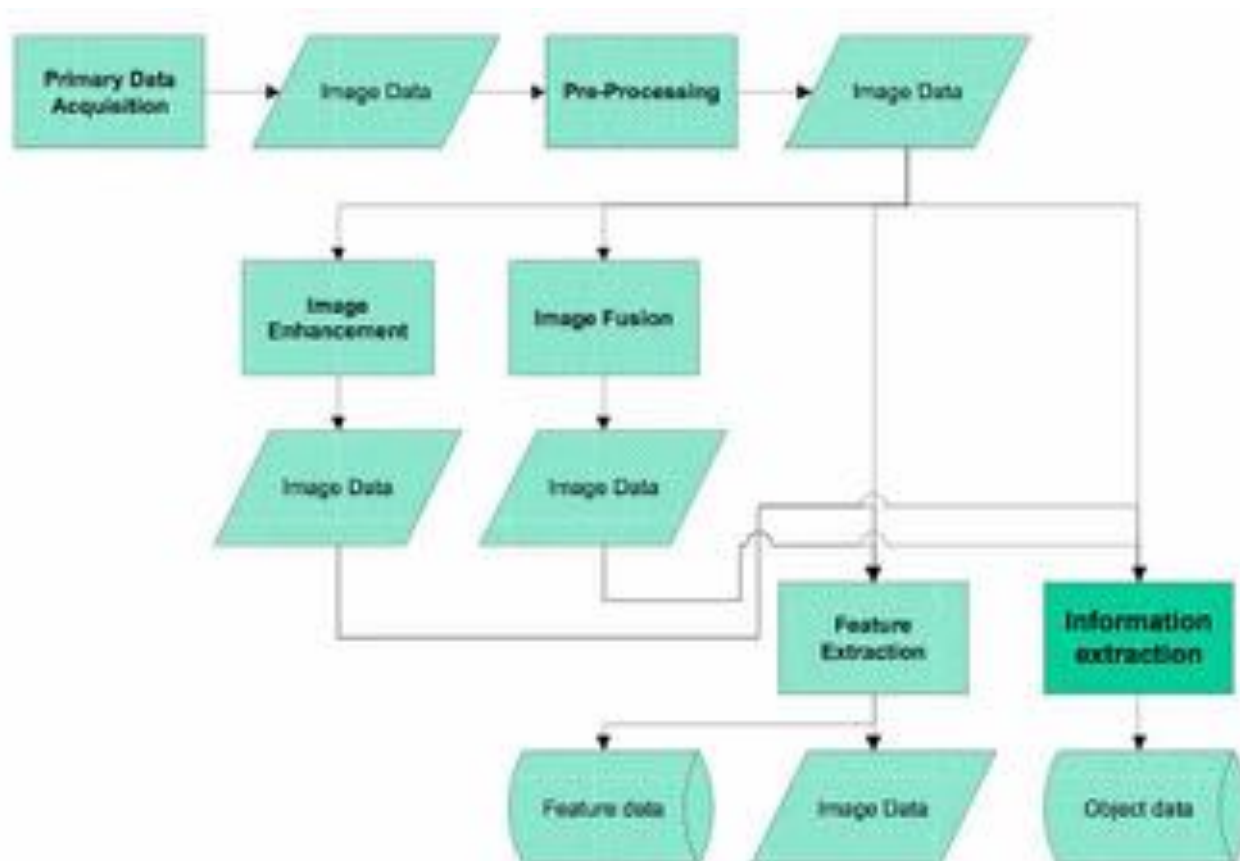 Primary Data
Acquisition
Image Data
Pre-Processing
Image Data
Image
Enhancement
Image Fusion
Image Data
Image Data
Feature
Extraction
Information
extraction
Feature data
Image Data
Object data